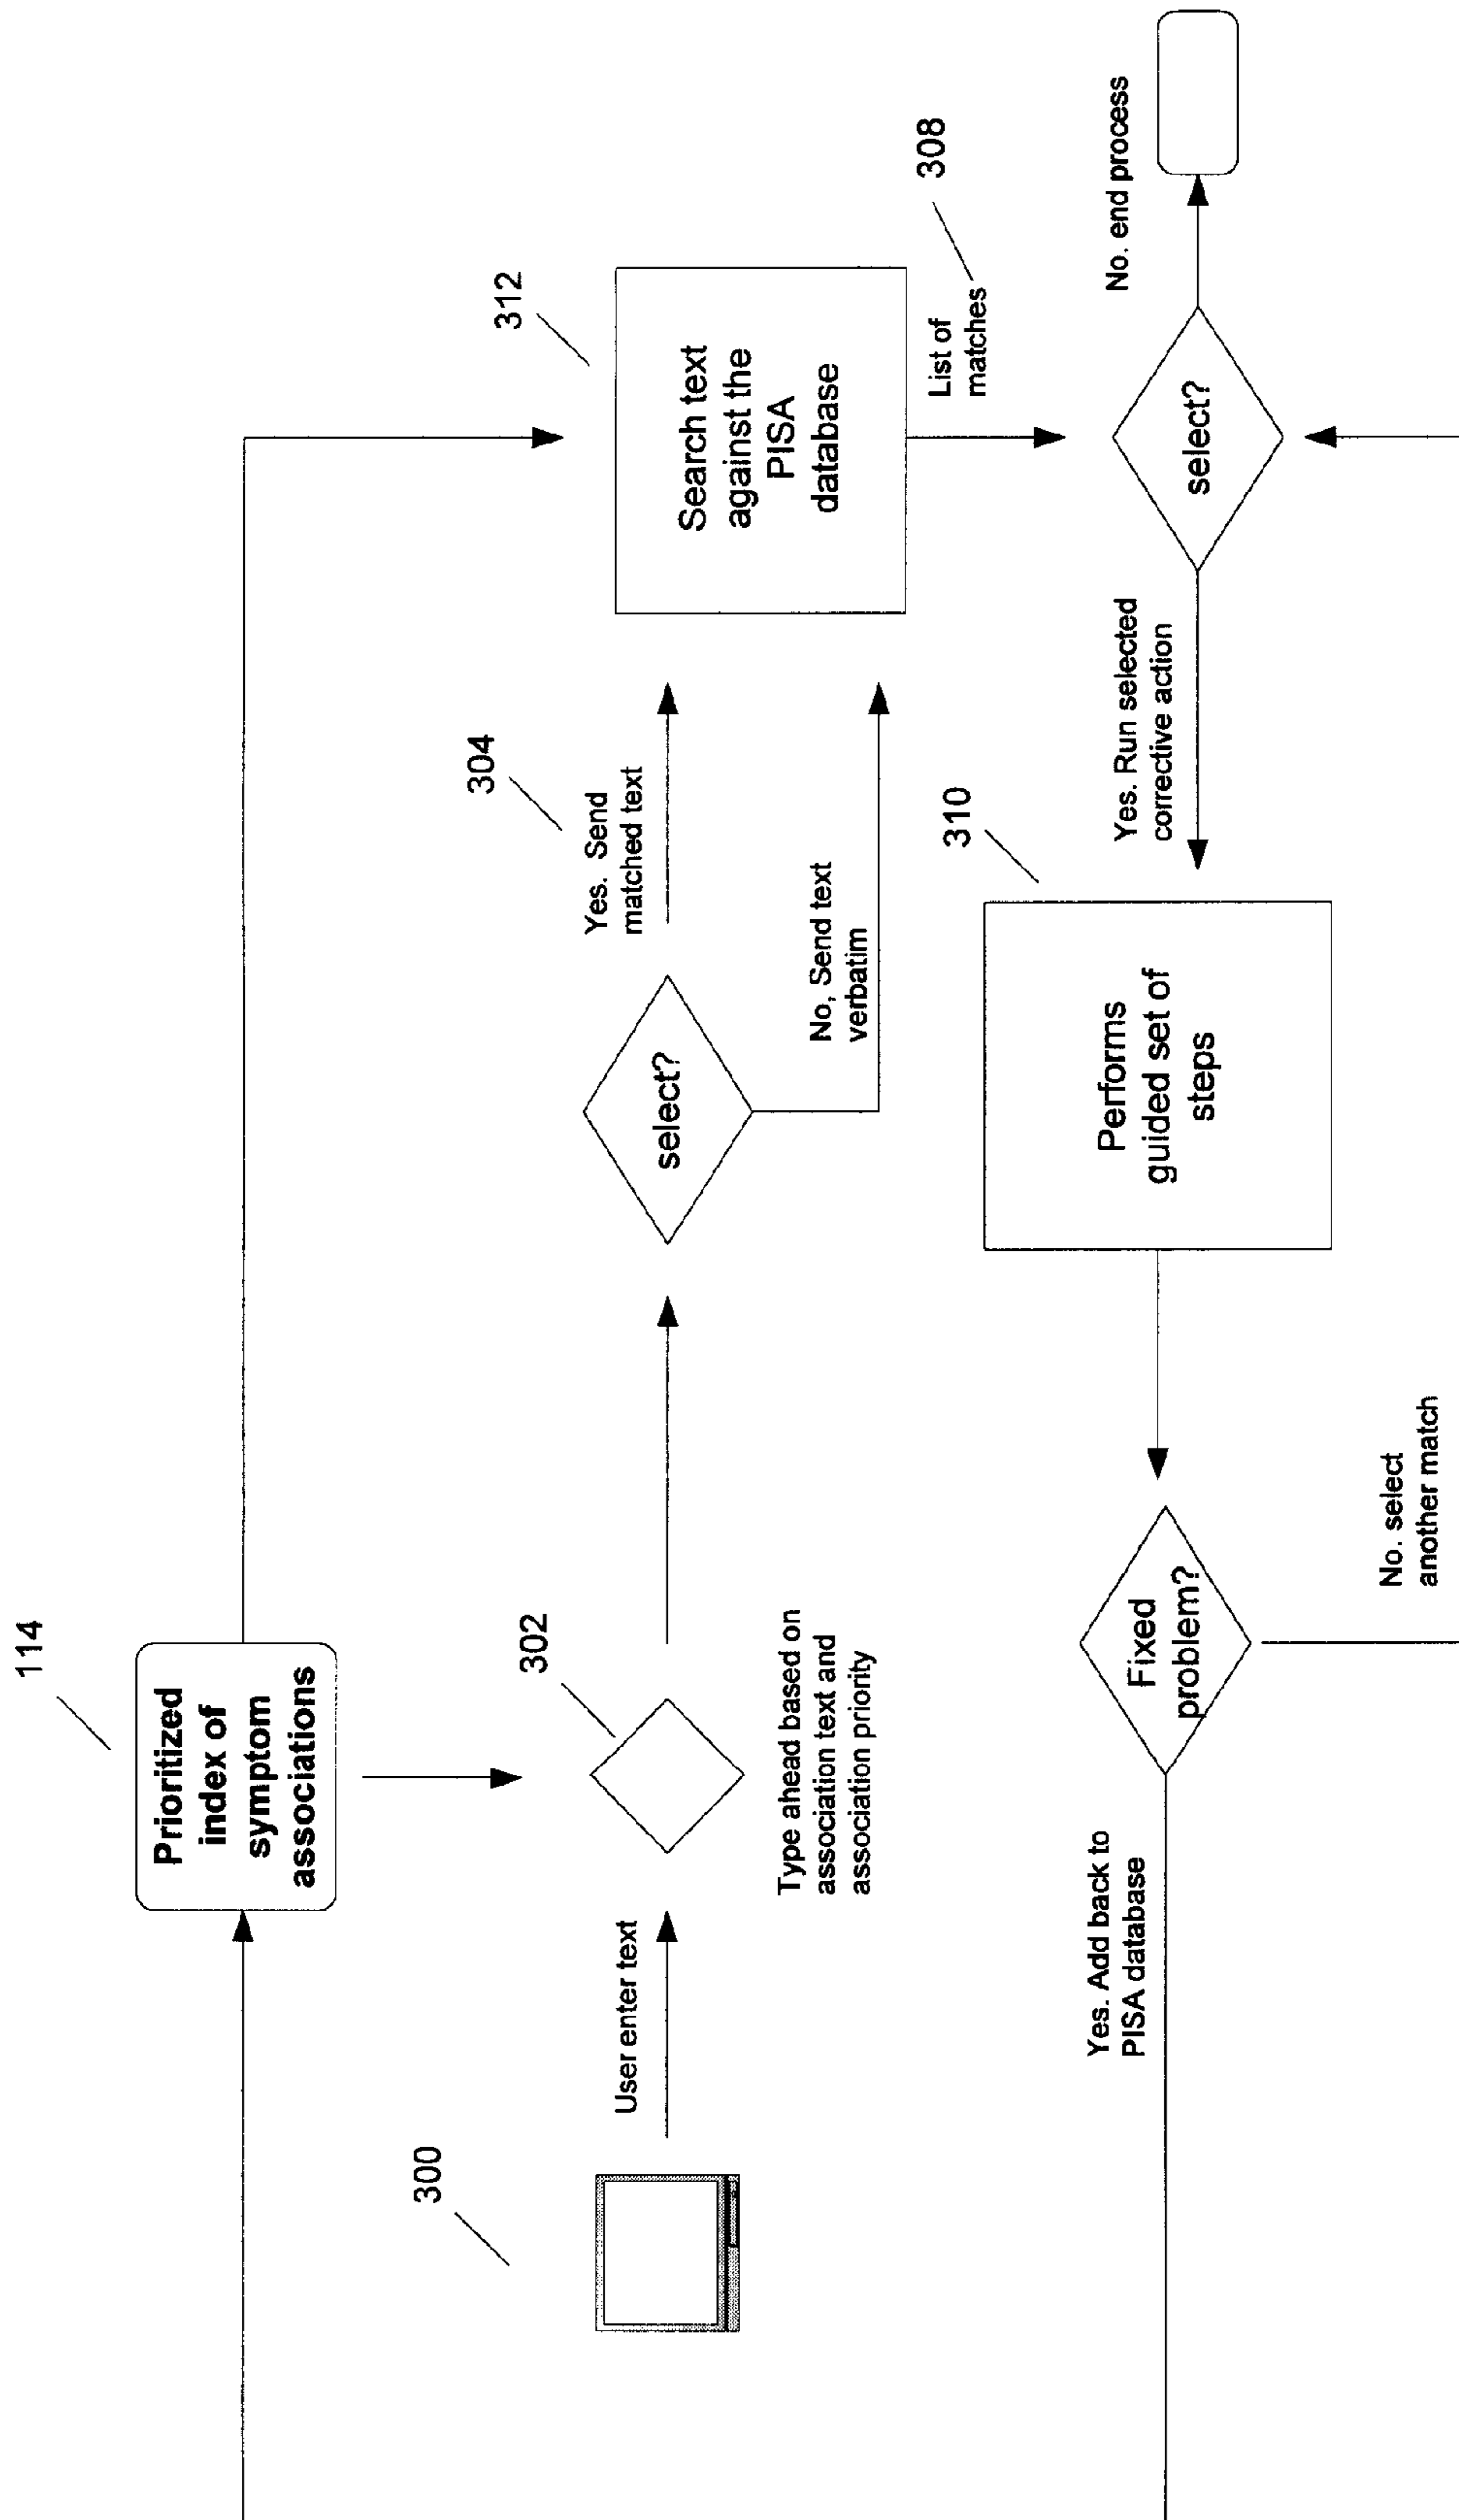 114
Prioritized
index of
symptom
associations
300
User enter text
302
Type ahead based on
association text and
association priority
select?
304
Yes. Send
matched text
No, Send text
verbatim
312
Search text
against the
PISA
database
308
List of
matches
select?
No. end process
Yes. Run selected
corrective action
310
Performs
guided set of
steps
Fixed
problem?
No. select
another match
Yes. Add back to
PISA database